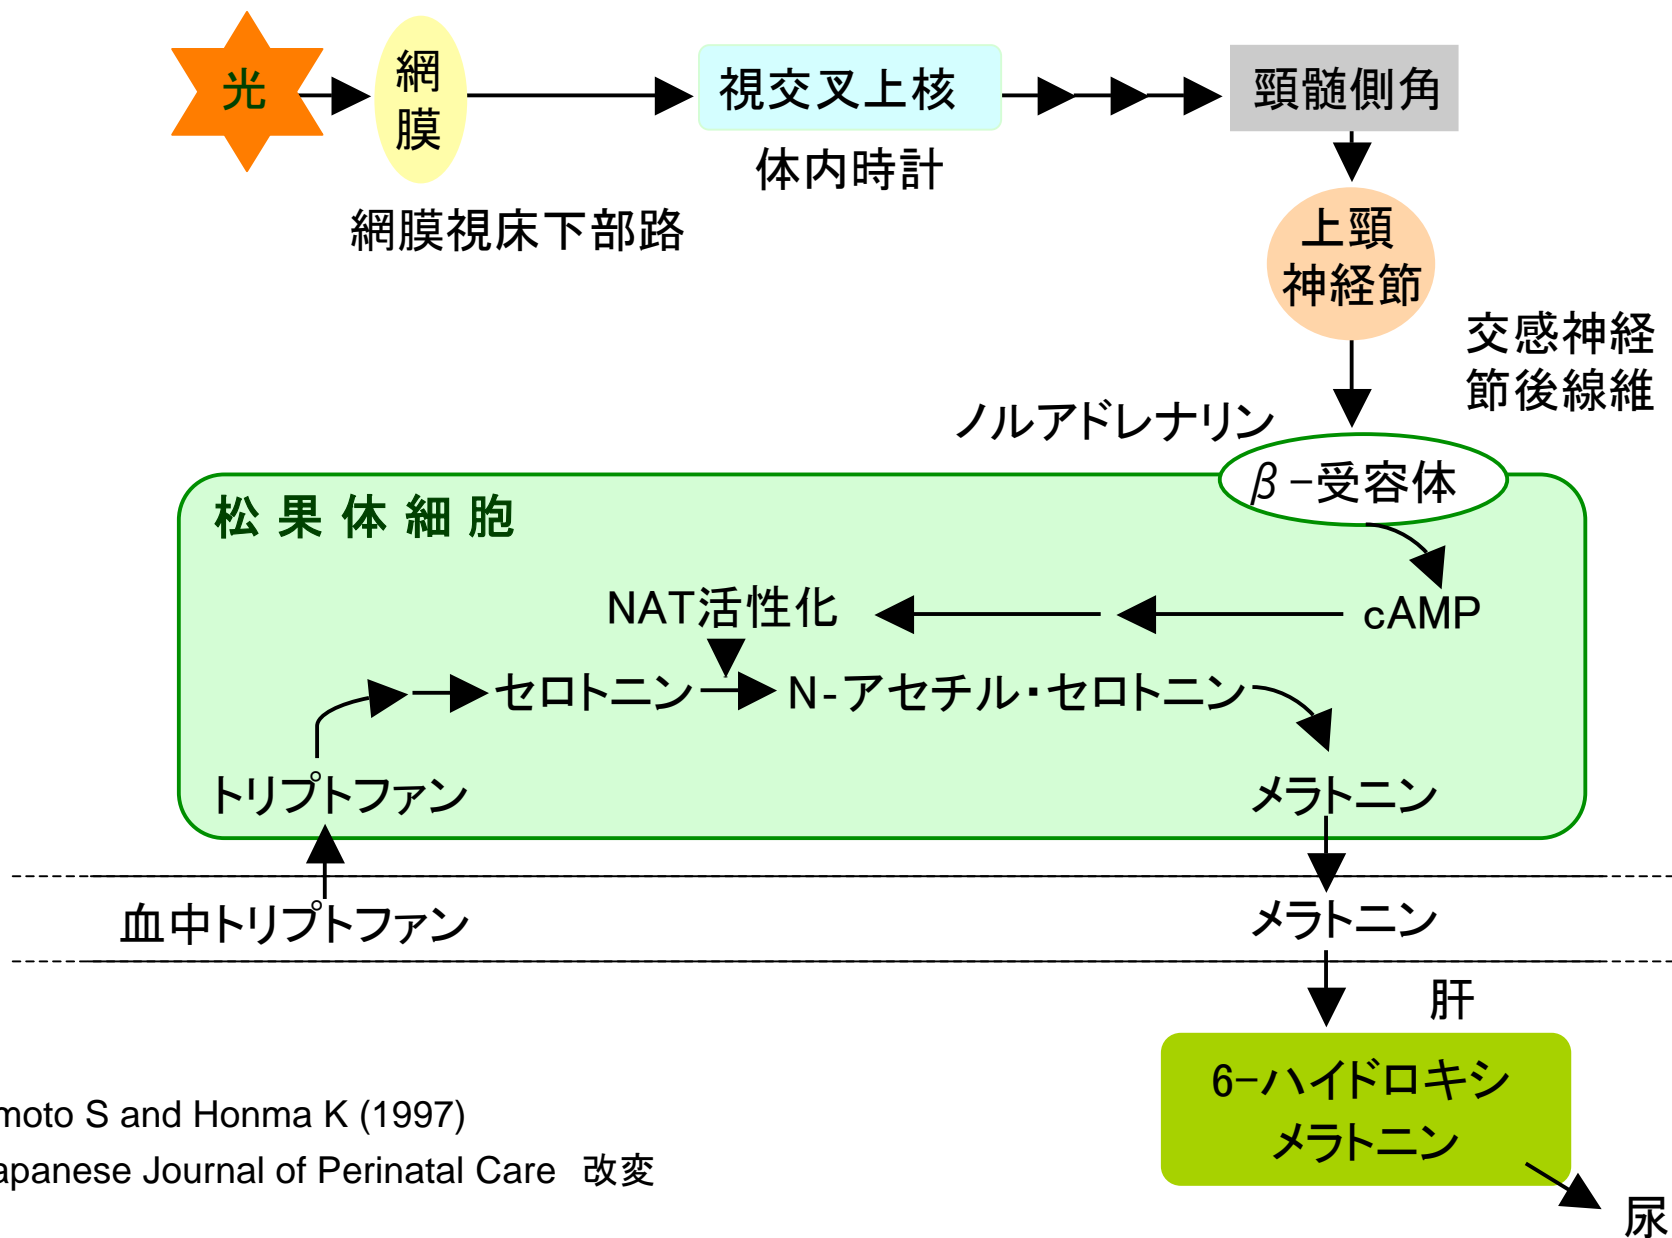 光
網
膜
視交叉上核
頸髄側角
体内時計
網膜視床下部路
上頸
神経節
交感神経
節後線維
ノルアドレナリン
β-受容体
松果体細胞
NAT活性化
cAMP
セロトニン
N-アセチル・セロトニン
トリプトファン
メラトニン
血中トリプトファン
メラトニン
肝
6-ハイドロキシ
メラトニン
尿
moto S and Honma K (1997)
apanese Journal of Perinatal Care 改変